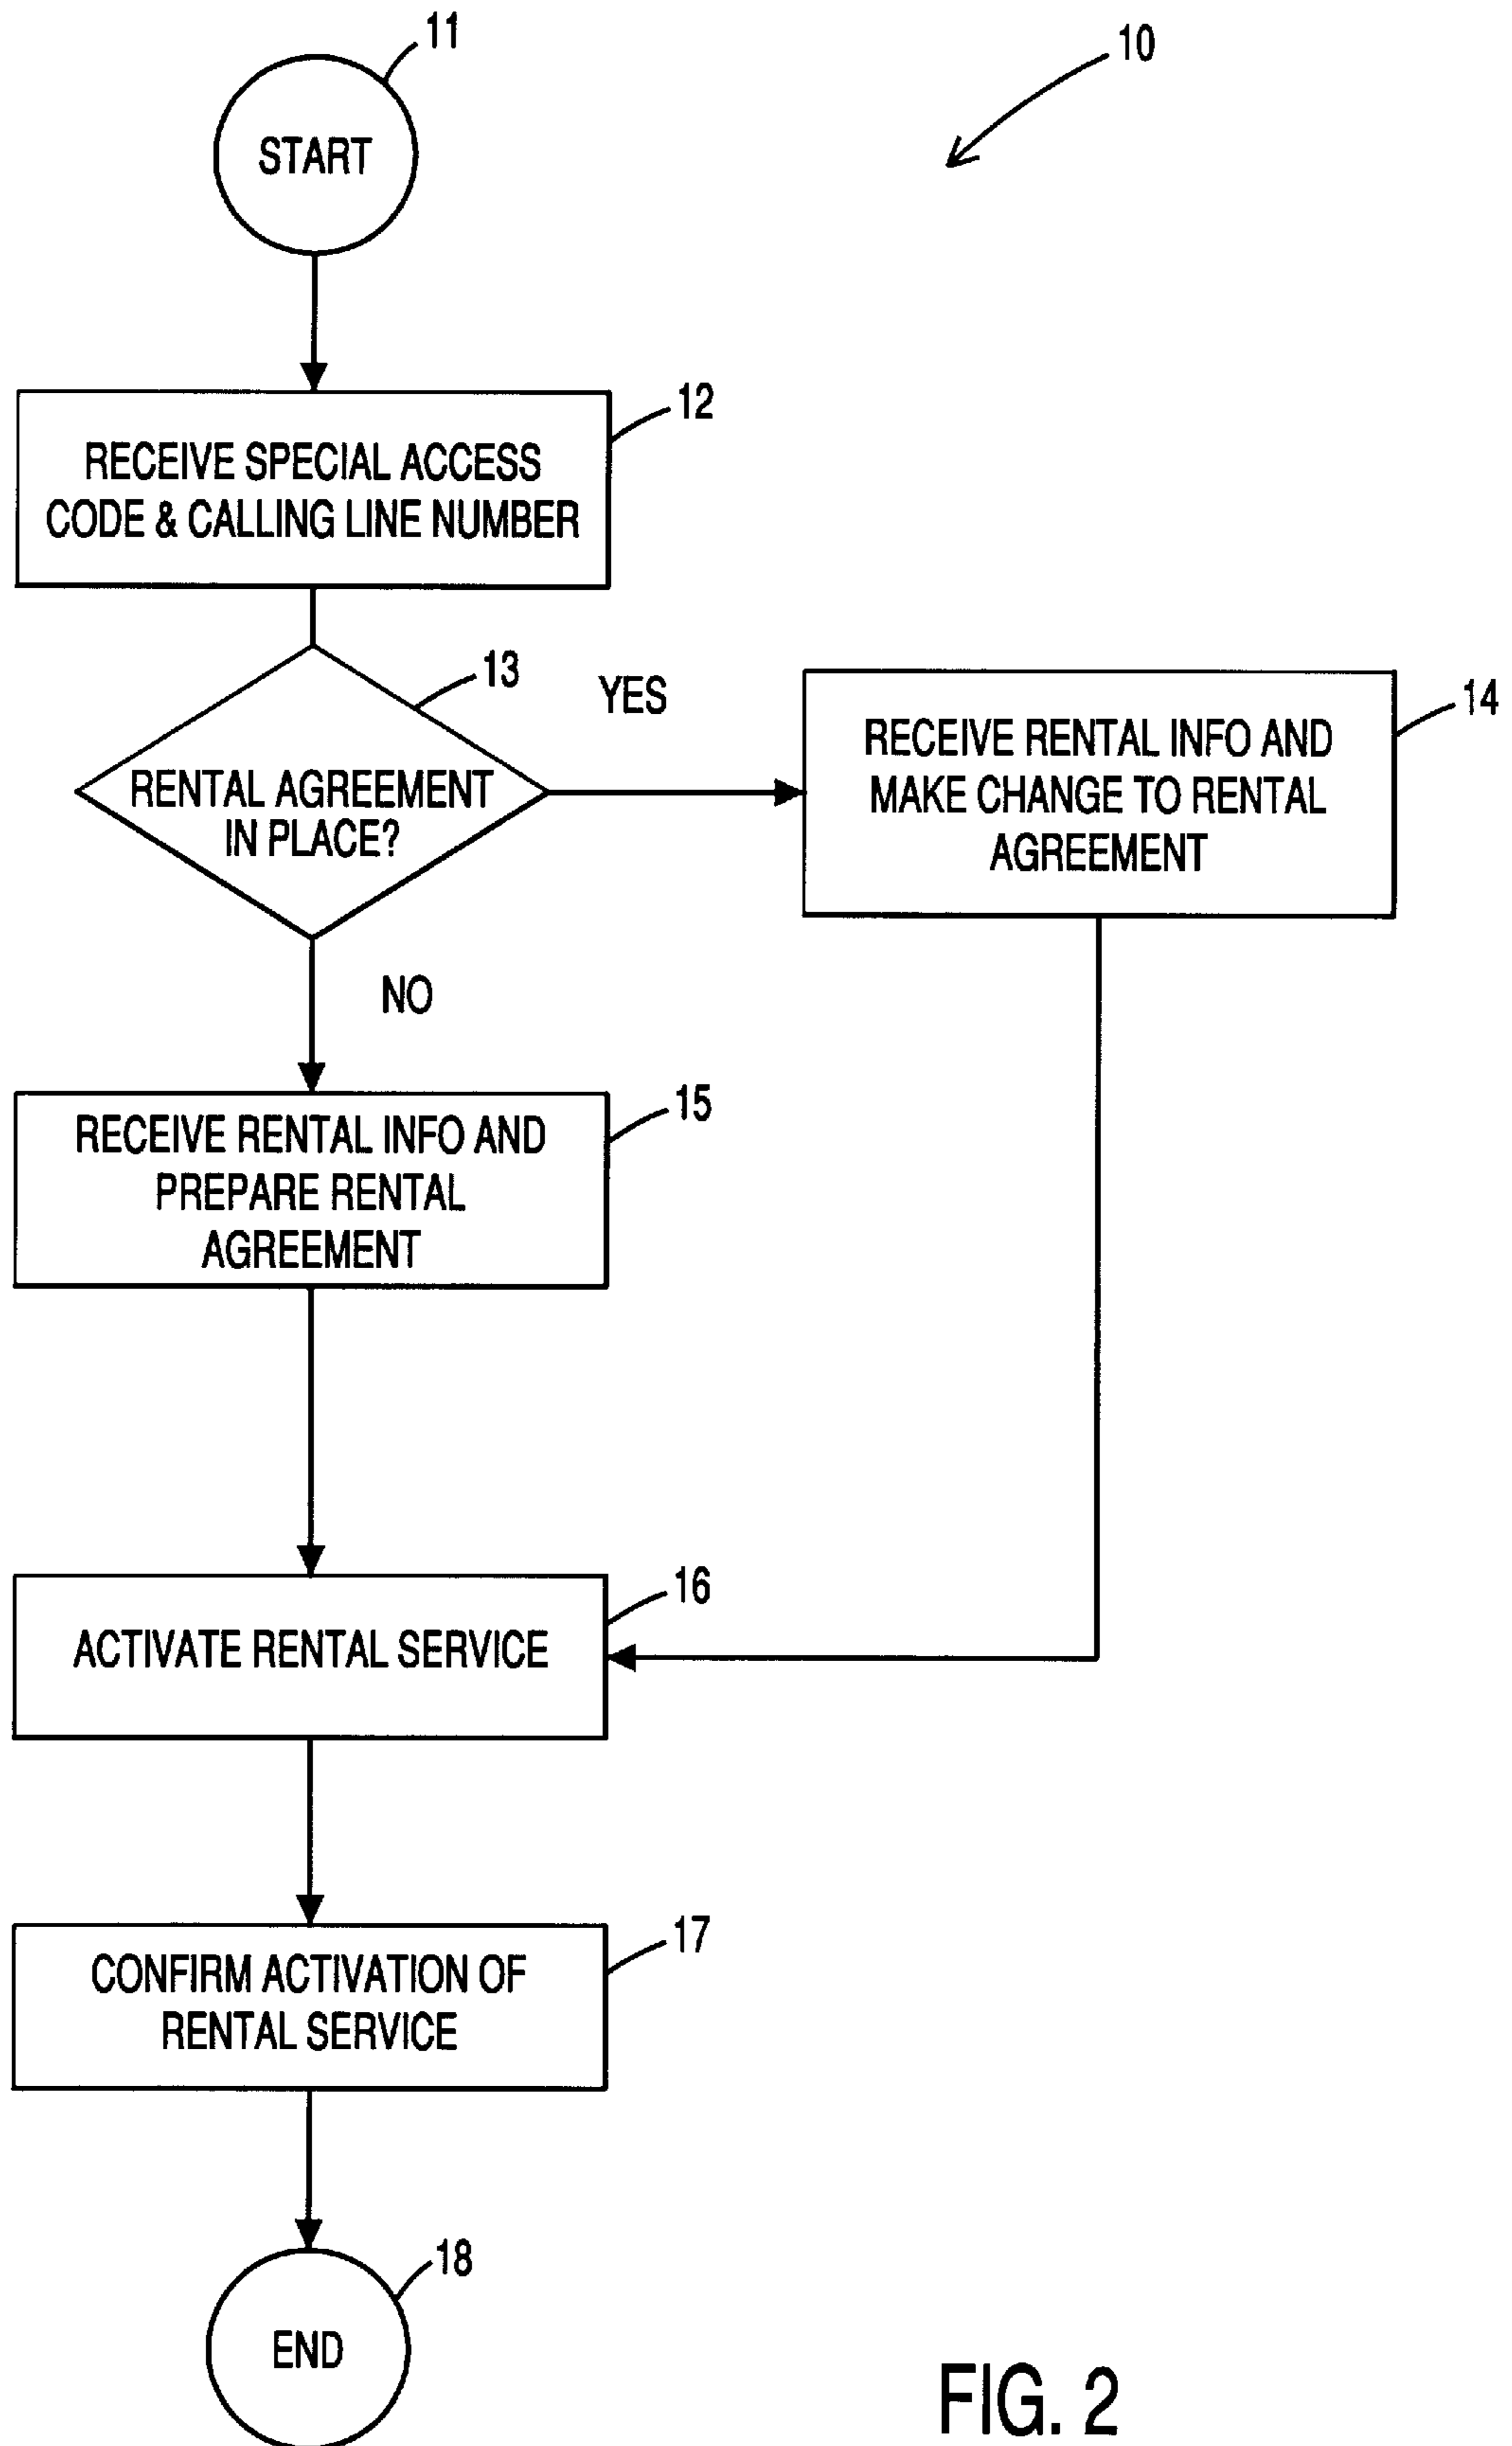 11
10
START
12
RECEIVE SPECIAL ACCESS
CODE & CALLING LINE NUMBER
13
YES
14
RENTAL AGREEMENT
IN PLACE?
RECEIVE RENTAL INFO AND
MAKE CHANGE TO RENTAL
AGREEMENT
NO
15
RECEIVE RENTAL INFO AND
PREPARE RENTAL
AGREEMENT
16
ACTIVATE RENTAL SERVICE
17
CONFIRM ACTIVATION OF
RENTAL SERVICE
18
END
FIG. 2